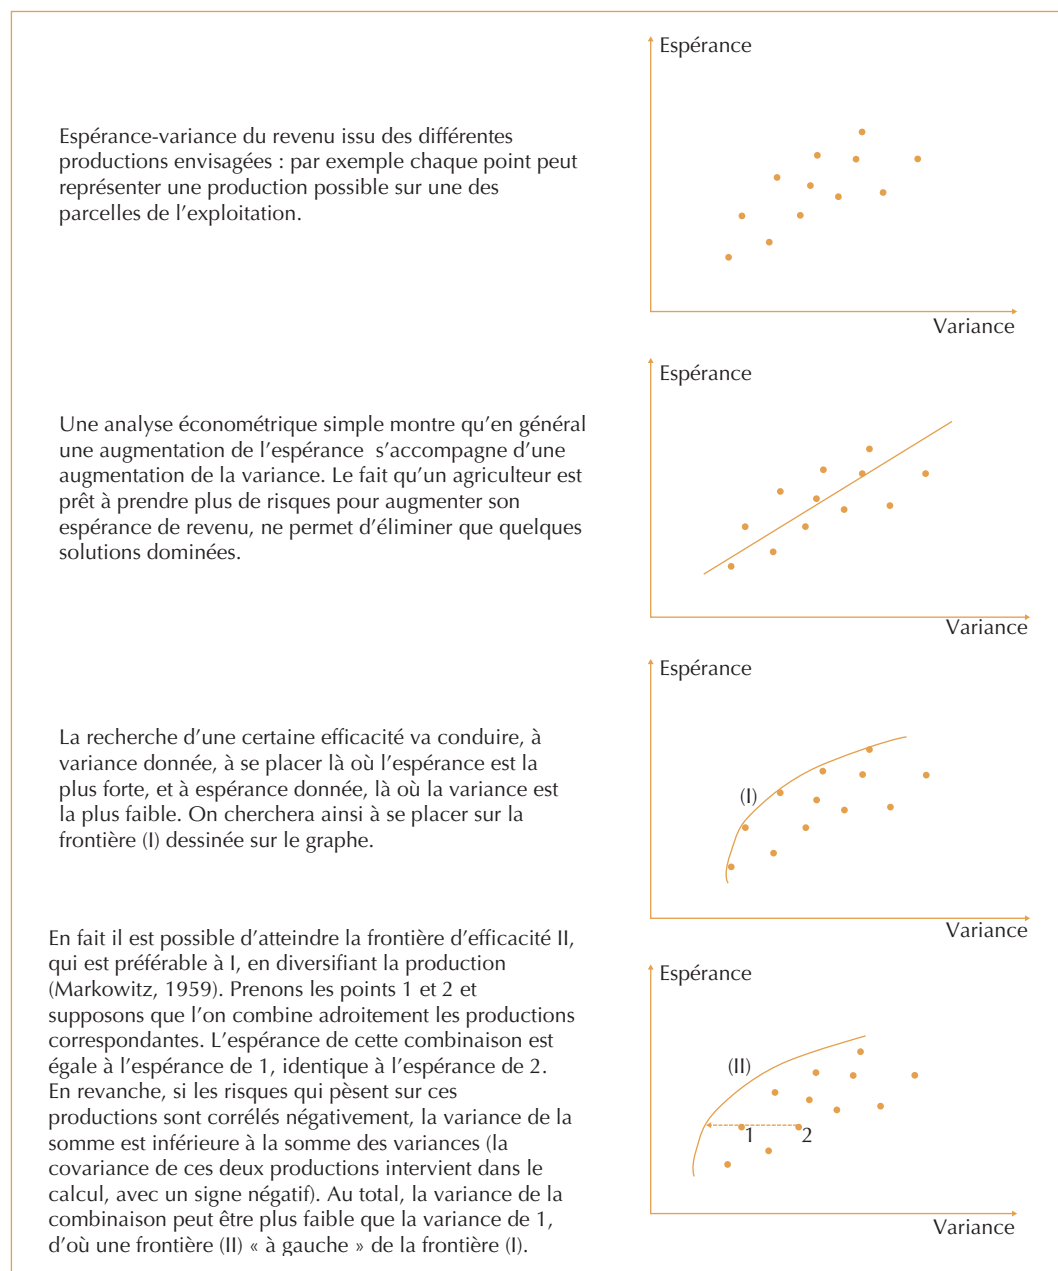 Espérance
Espérance-variance du revenu issu des différentes
productions envisagées : par exemple chaque point peut
représenter une production possible sur une des
parcelles de l’exploitation.
Variance
Espérance
Une analyse économétrique simple montre qu’en général
une augmentation de l’espérance s’accompagne d’une
augmentation de la variance. Le fait qu’un agriculteur est
prêt à prendre plus de risques pour augmenter son
espérance de revenu, ne permet d’éliminer que quelques
solutions dominées.
Variance
Espérance
La recherche d’une certaine efficacité va conduire, à
variance donnée, à se placer là où l’espérance est la
plus forte, et à espérance donnée, là où la variance est
la plus faible. On cherchera ainsi à se placer sur la
frontière (I) dessinée sur le graphe.
(I)
Variance
En fait il est possible d’atteindre la frontière d’efficacité II,
qui est préférable à I, en diversifiant la production
(Markowitz, 1959). Prenons les points 1 et 2 et
supposons que l’on combine adroitement les productions
correspondantes. L’espérance de cette combinaison est
égale à l’espérance de 1, identique à l’espérance de 2.
En revanche, si les risques qui pèsent sur ces
productions sont corrélés négativement, la variance de la
somme est inférieure à la somme des variances (la
covariance de ces deux productions intervient dans le
calcul, avec un signe négatif). Au total, la variance de la
combinaison peut être plus faible que la variance de 1,
d’où une frontière (II) « à gauche » de la frontière (I).
Espérance
(II)
1 2
Variance